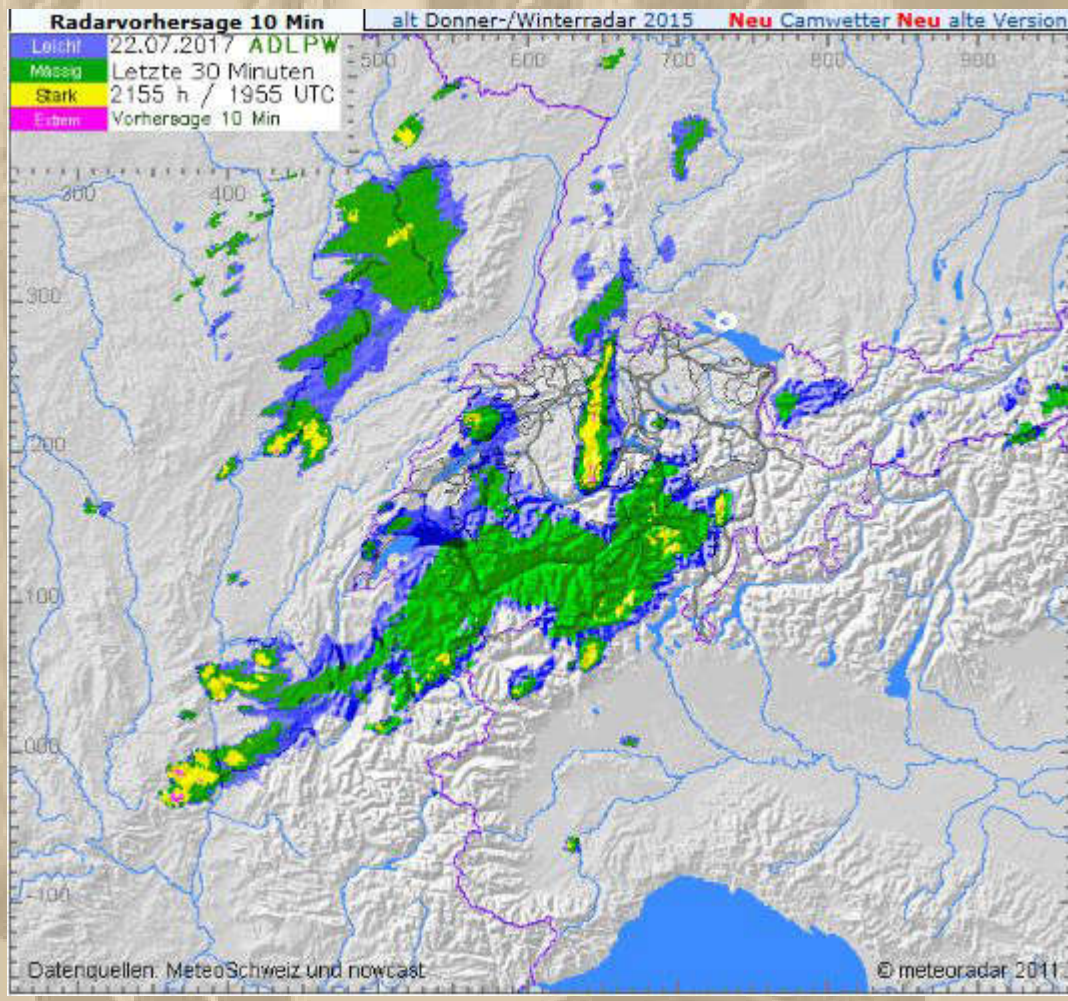 Radarvorhersage 10 Min
alt Donner-/Winterradar 2015 Neu Camwetter Neu alte Version
Leicht 22.07.2017 ADLPW
Mässig Letzte 30 Minuten
Stark 2155 h / 1955 UTC
Extrem Vorhersage 10 Min
500 600 700 800 900
300 400
300
200
100
000
-100
Datenquellen: MeteoSchweiz und nowcast
© meteoradar 2011